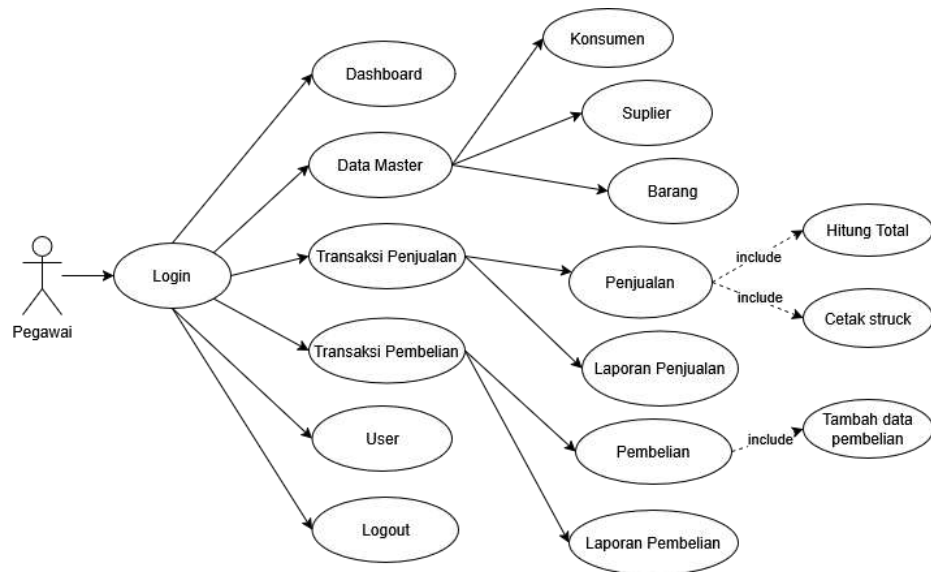 Konsumen
Dashboard
Suplier
Data Master
Barang
Hitung Total
include
Transaksi Penjualan
Login
Penjualan
include
Cetak struck
Pegawai
Transaksi Pembelian
Laporan Penjualan
Tambah data
pembelian
include
User
Pembelian
Logout
Laporan Pembelian